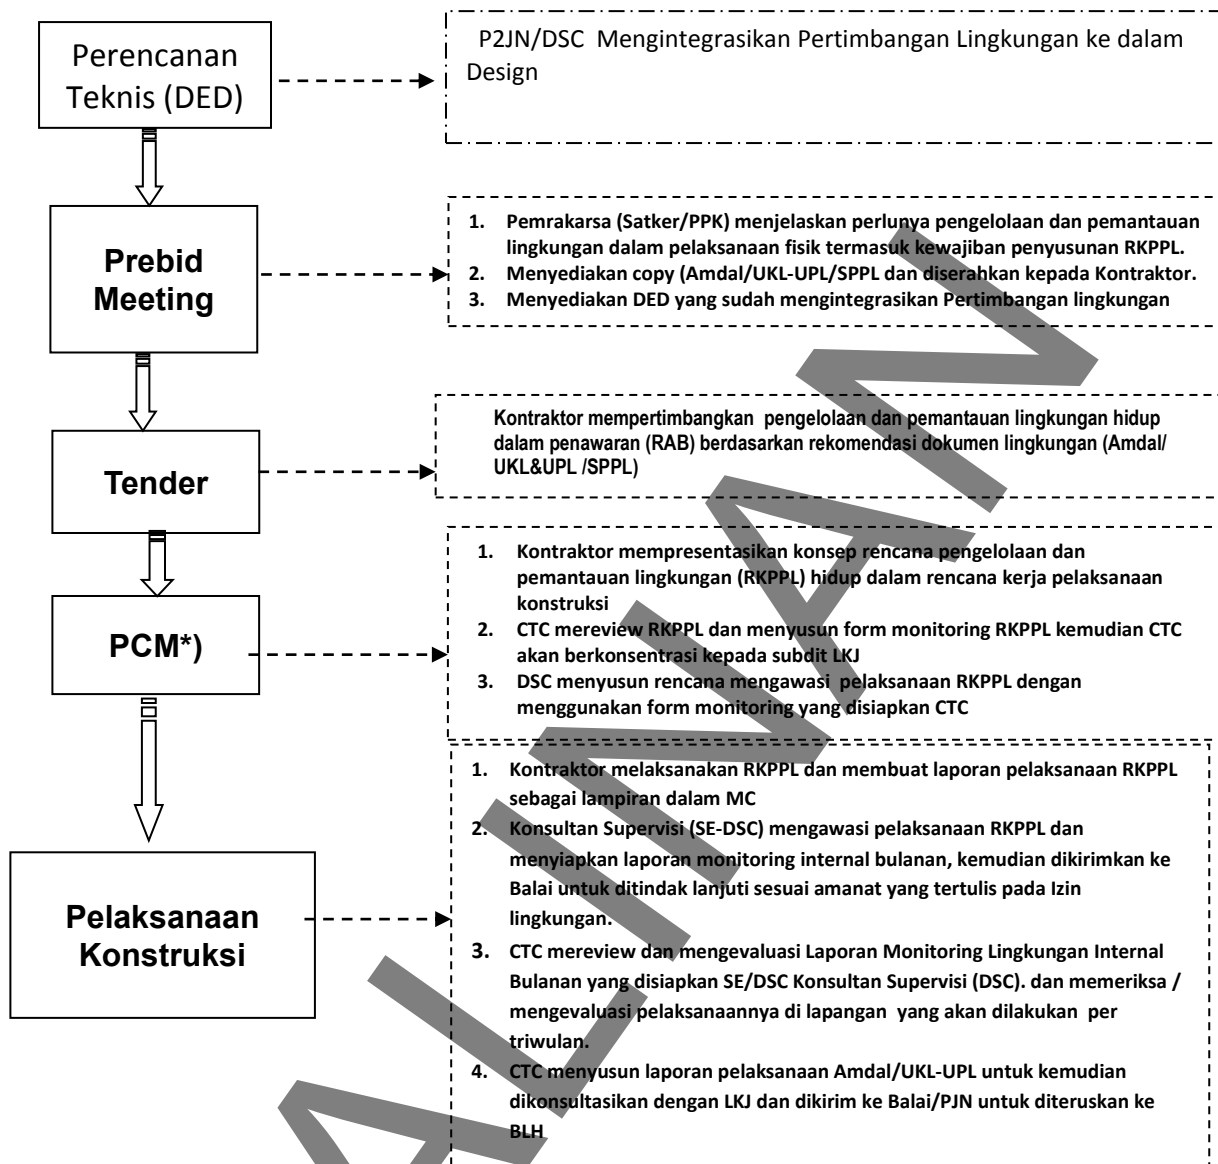 Perencanan
Teknis (DED)
P2JN/DSC Mengintegrasikan Pertimbangan Lingkungan ke dalam
Design
Prebid
Meeting
1. Pemrakarsa (Satker/PPK) menjelaskan perlunya pengelolaan dan pemantauan
lingkungan dalam pelaksanaan fisik termasuk kewajiban penyusunan RKPPL.
2. Menyediakan copy (Amdal/UKL-UPL/SPPL dan diserahkan kepada Kontraktor.
3. Menyediakan DED yang sudah mengintegrasikan Pertimbangan lingkungan
Tender
Kontraktor mempertimbangkan pengelolaan dan pemantauan lingkungan hidup
dalam penawaran (RAB) berdasarkan rekomendasi dokumen lingkungan (Amdal/
UKL&UPL /SPPL)
PCM*)
1. Kontraktor mempresentasikan konsep rencana pengelolaan dan
pemantauan lingkungan (RKPPL) hidup dalam rencana kerja pelaksanaan
konstruksi
2. CTC mereview RKPPL dan menyusun form monitoring RKPPL kemudian CTC
akan berkonsentrasi kepada subdit LKJ
3. DSC menyusun rencana mengawasi pelaksanaan RKPPL dengan
menggunakan form monitoring yang disiapkan CTC
Pelaksanaan
Konstruksi
1. Kontraktor melaksanakan RKPPL dan membuat laporan pelaksanaan RKPPL
sebagai lampiran dalam MC
2. Konsultan Supervisi (SE-DSC) mengawasi pelaksanaan RKPPL dan
menyiapkan laporan monitoring internal bulanan, kemudian dikirimkan ke
Balai untuk ditindak lanjuti sesuai amanat yang tertulis pada Izin
lingkungan.
3. CTC mereview dan mengevaluasi Laporan Monitoring Lingkungan Internal
Bulanan yang disiapkan SE/DSC Konsultan Supervisi (DSC). dan memeriksa /
mengevaluasi pelaksanaannya di lapangan yang akan dilakukan per
triwulan.
4. CTC menyusun laporan pelaksanaan Amdal/UKL-UPL untuk kemudian
dikonsultasikan dengan LKJ dan dikirim ke Balai/PJN untuk diteruskan ke
BLH
ALINAN